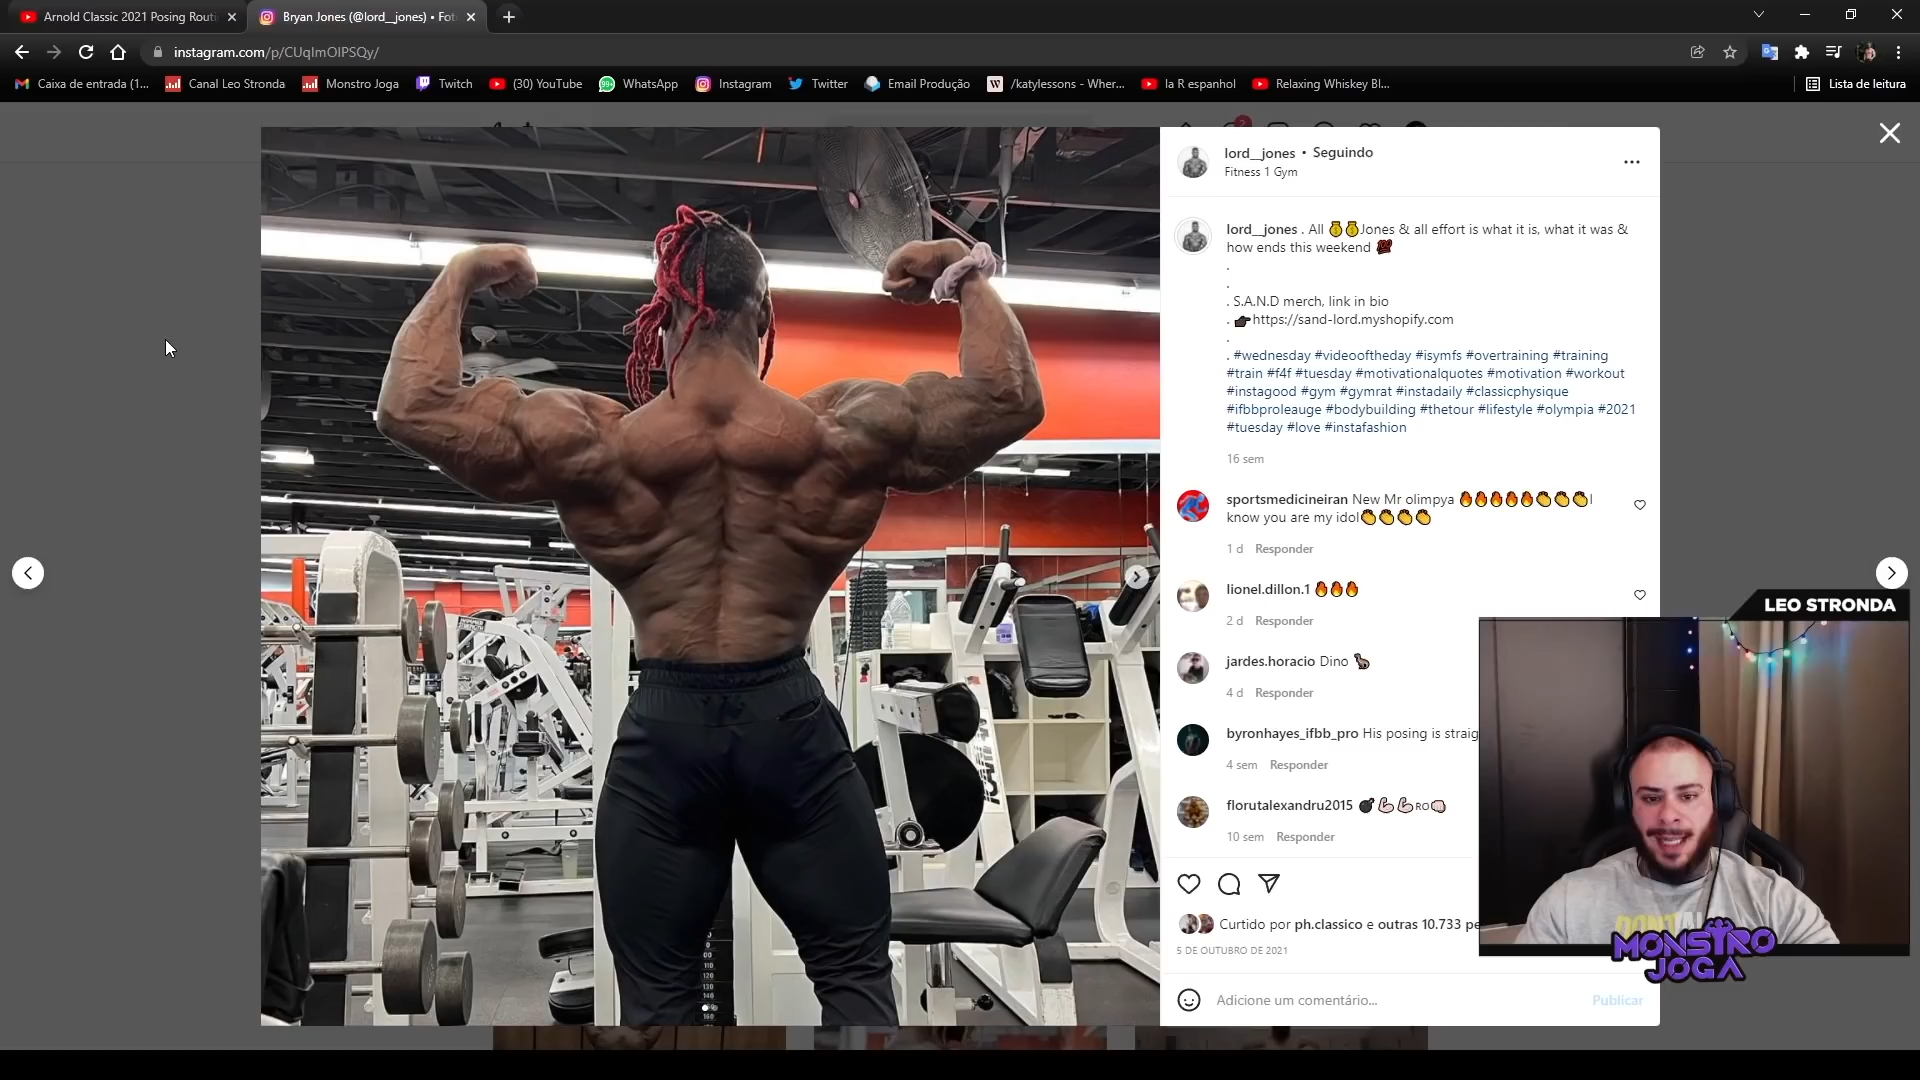 Arnold Classic 2021 Posing Routi
Bryan Jones (@lord__jones) • Fot
instagram.com/p/CUqlmOIPSQy/
Caixa de entrada (1...
Canal Leo Stronda
Monstro Joga
Twitch
(30) YouTube
WhatsApp
Instagram
Twitter
Email Produção
/katylessons - Wher...
la R espanhol
Relaxing Whiskey Bl...
Lista de leitura
lord__jones • Seguindo
Fitness 1 Gym
lord__jones . All 💰💰Jones & all effort is what it is, what it was &
how ends this weekend 💯
.
.
. S.A.N.D merch, link in bio
. 👉🏿https://sand-lord.myshopify.com
.
. #wednesday #videooftheday #isymfs #overtraining #training
#train #f4f #tuesday #motivationalquotes #motivation #workout
#instagood #gym #gymrat #instadaily #classicphysique
#ifbbproleauge #bodybuilding #thetour #lifestyle #olympia #2021
#tuesday #love #instafashion
16 sem
sportsmedicineiran New Mr olimpya 🔥🔥🔥🔥🔥👏👏👏I
know you are my idol👏👏👏👏
1 d Responder
lionel.dillon.1 🔥🔥🔥
2 d Responder
jardes.horacio Dino 🦕
4 d Responder
byronhayes_ifbb_pro His posing is straig
4 sem Responder
florutalexandru2015 💣💪🏻💪🏻RO👊🏻
10 sem Responder
Curtido por ph.classico e outras 10.733 pe
5 DE OUTUBRO DE 2021
Adicione um comentário...
Publicar
LEO STRONDA
MONSTRO
JOGA